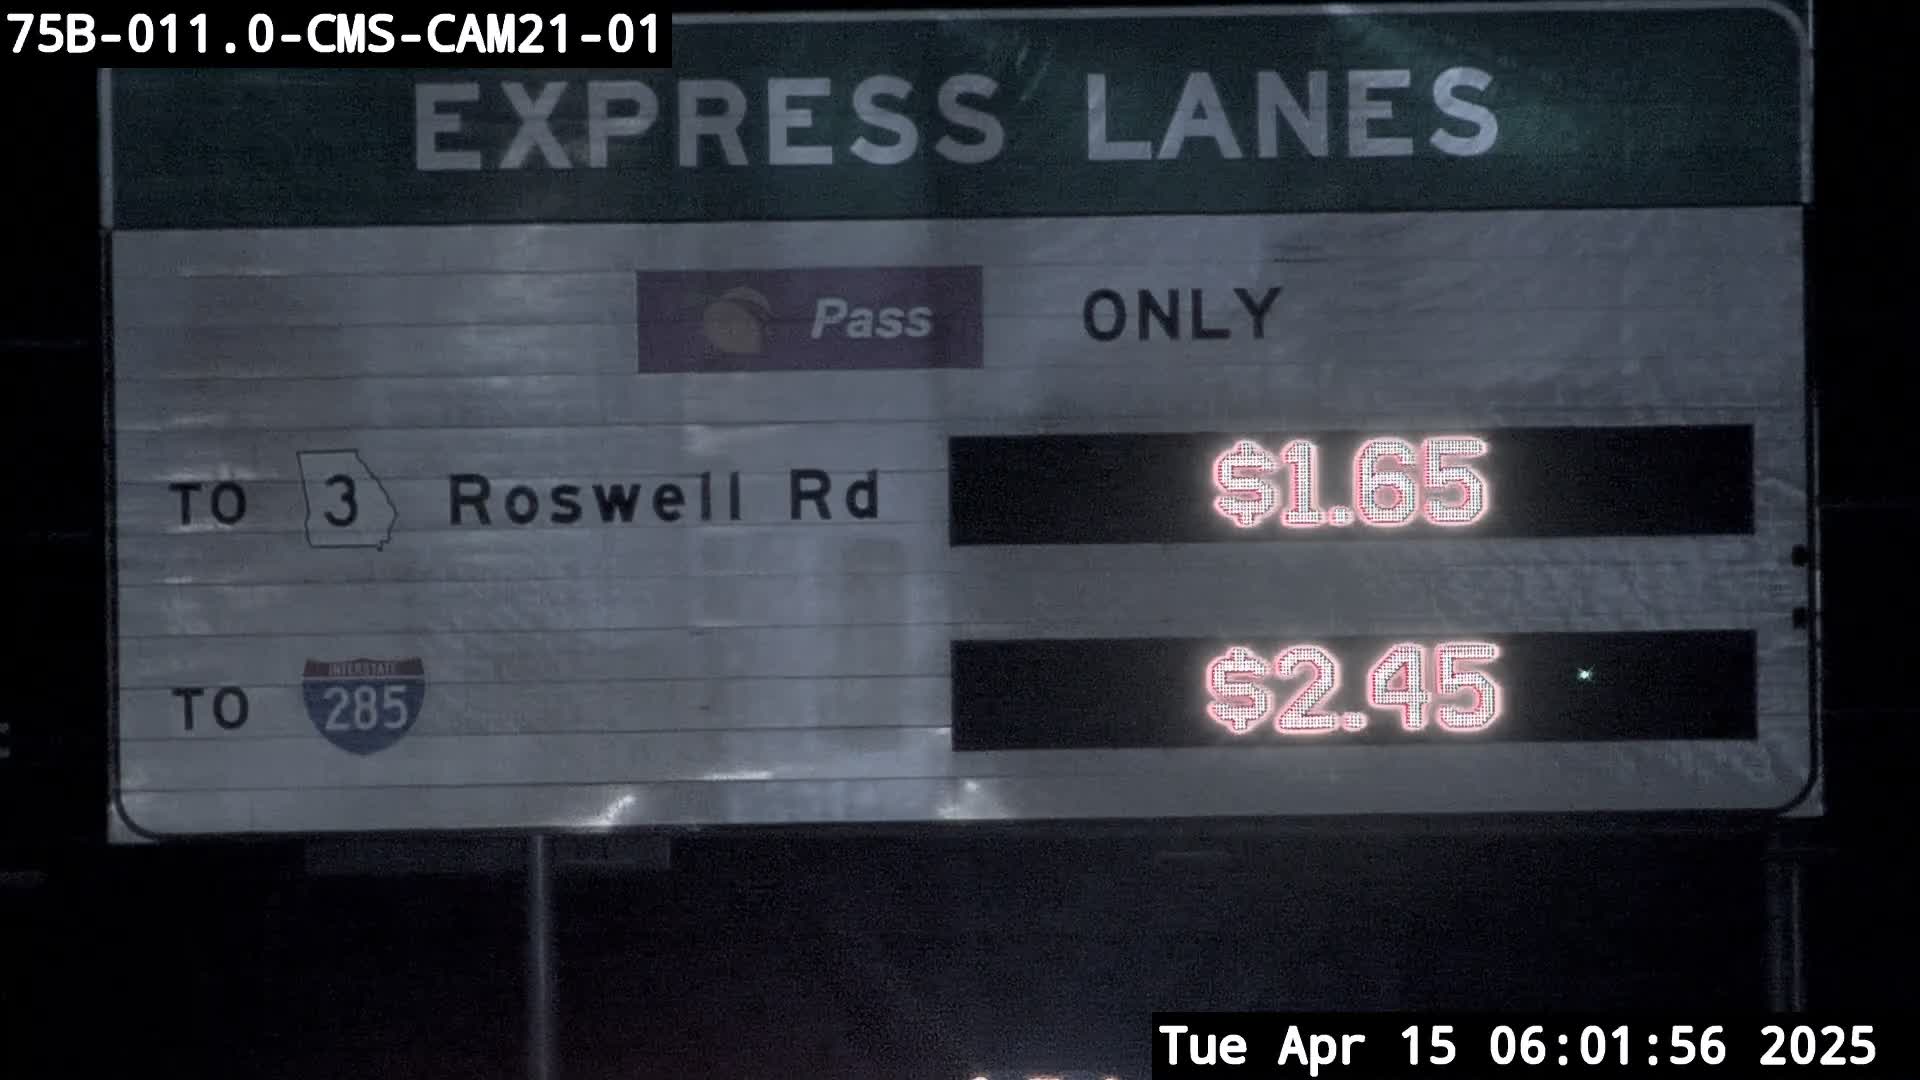 75B-011.0-CMS-CAM21-01
EXPRESS LANES
Pass ONLY
TO 3 Roswell Rd $1.65
TO INTERSTATE 285 $2.45
Tue Apr 15 06:01:56 2025